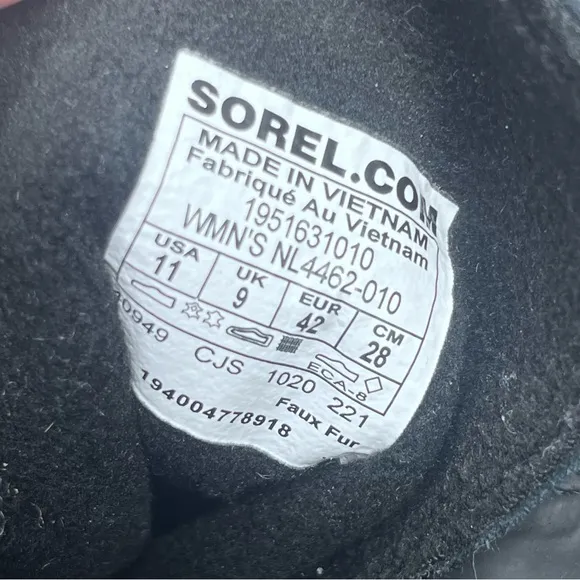 SOREL.COM
MADE IN VIETNAM
Fabriqué Au Vietnam
1951631010
WMN'S NL4462-010
USA UK EUR CM
11 9 42 28
ECA-8
40949 CJS 1020 221
194004778918 Faux Fur